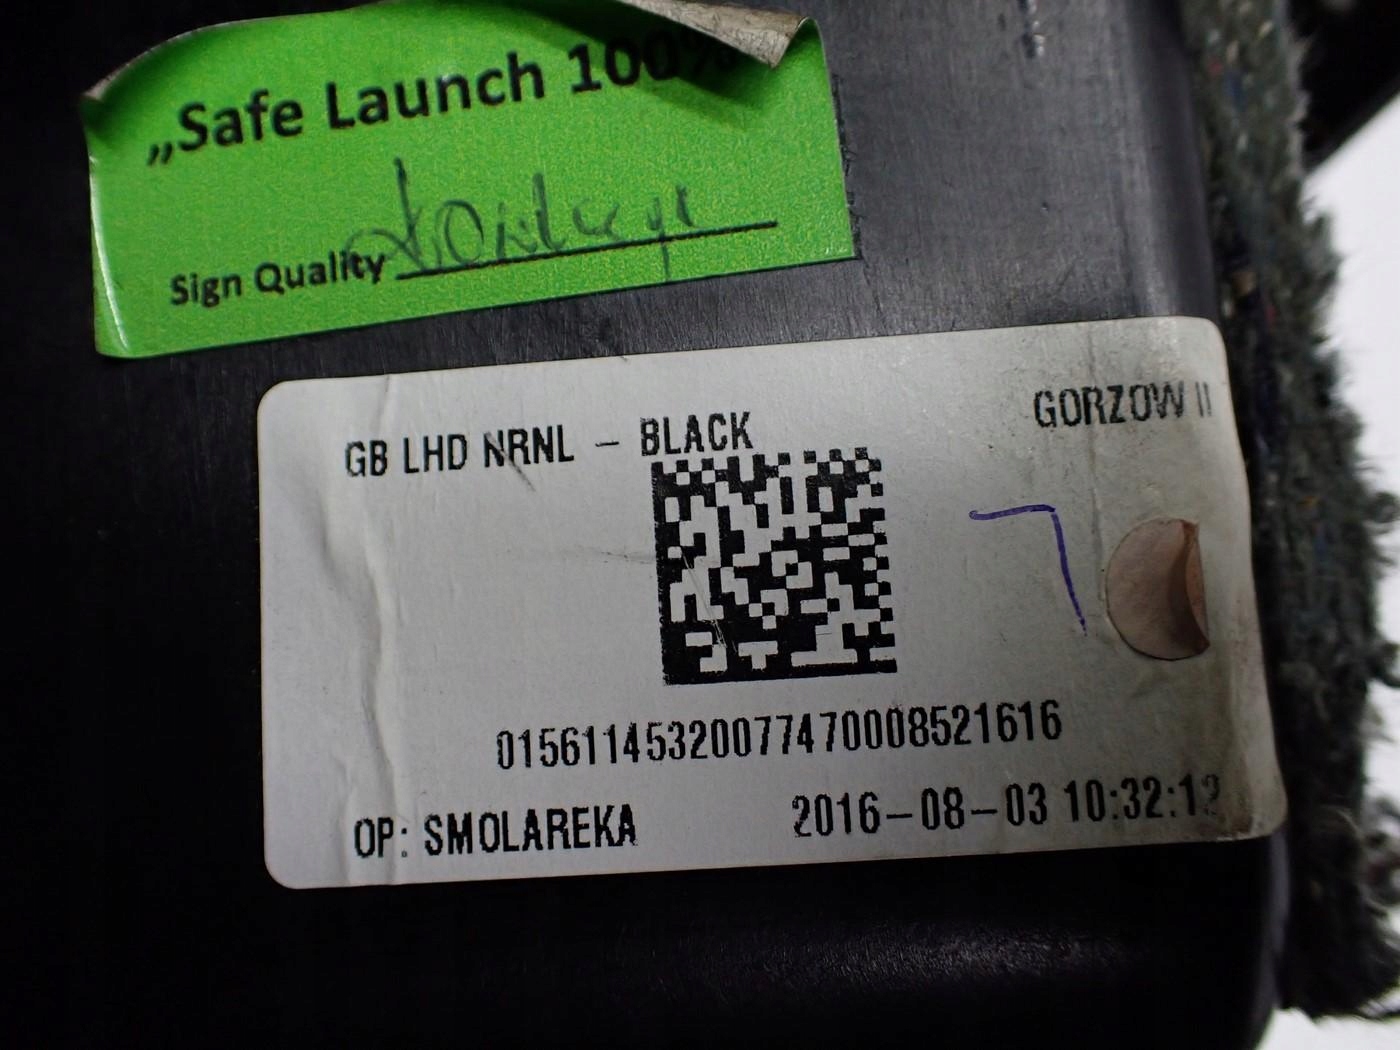 „Safe Launch 100%
Sign Quality
GB LHD NRNL - BLACK
GORZOW II
7
01561145320077470008521616
OP: SMOLAREKA
2016-08-03 10:32:12